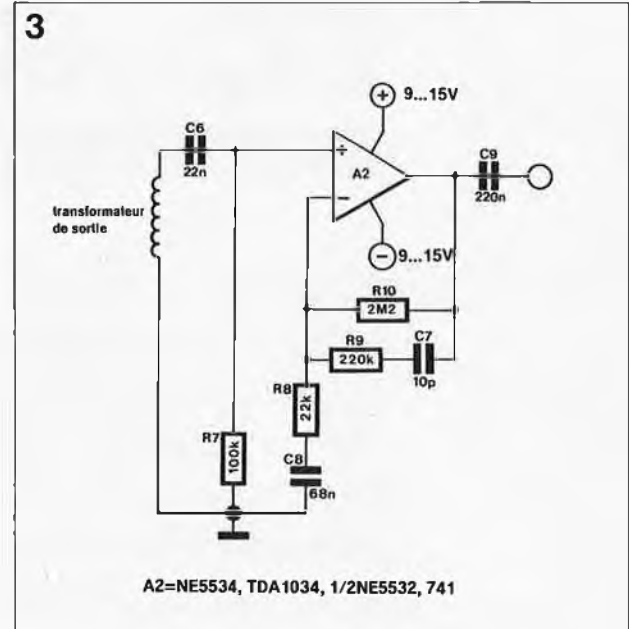 3
+ 9...15V
C6
22n
+
A2
C9
220n
transformateur
de sortie
−
− 9...15V
R10
2M2
R9
220k
C7
10p
R8
22k
R7
100k
C8
68n
A2=NE5534, TDA1034, 1/2NE5532, 741